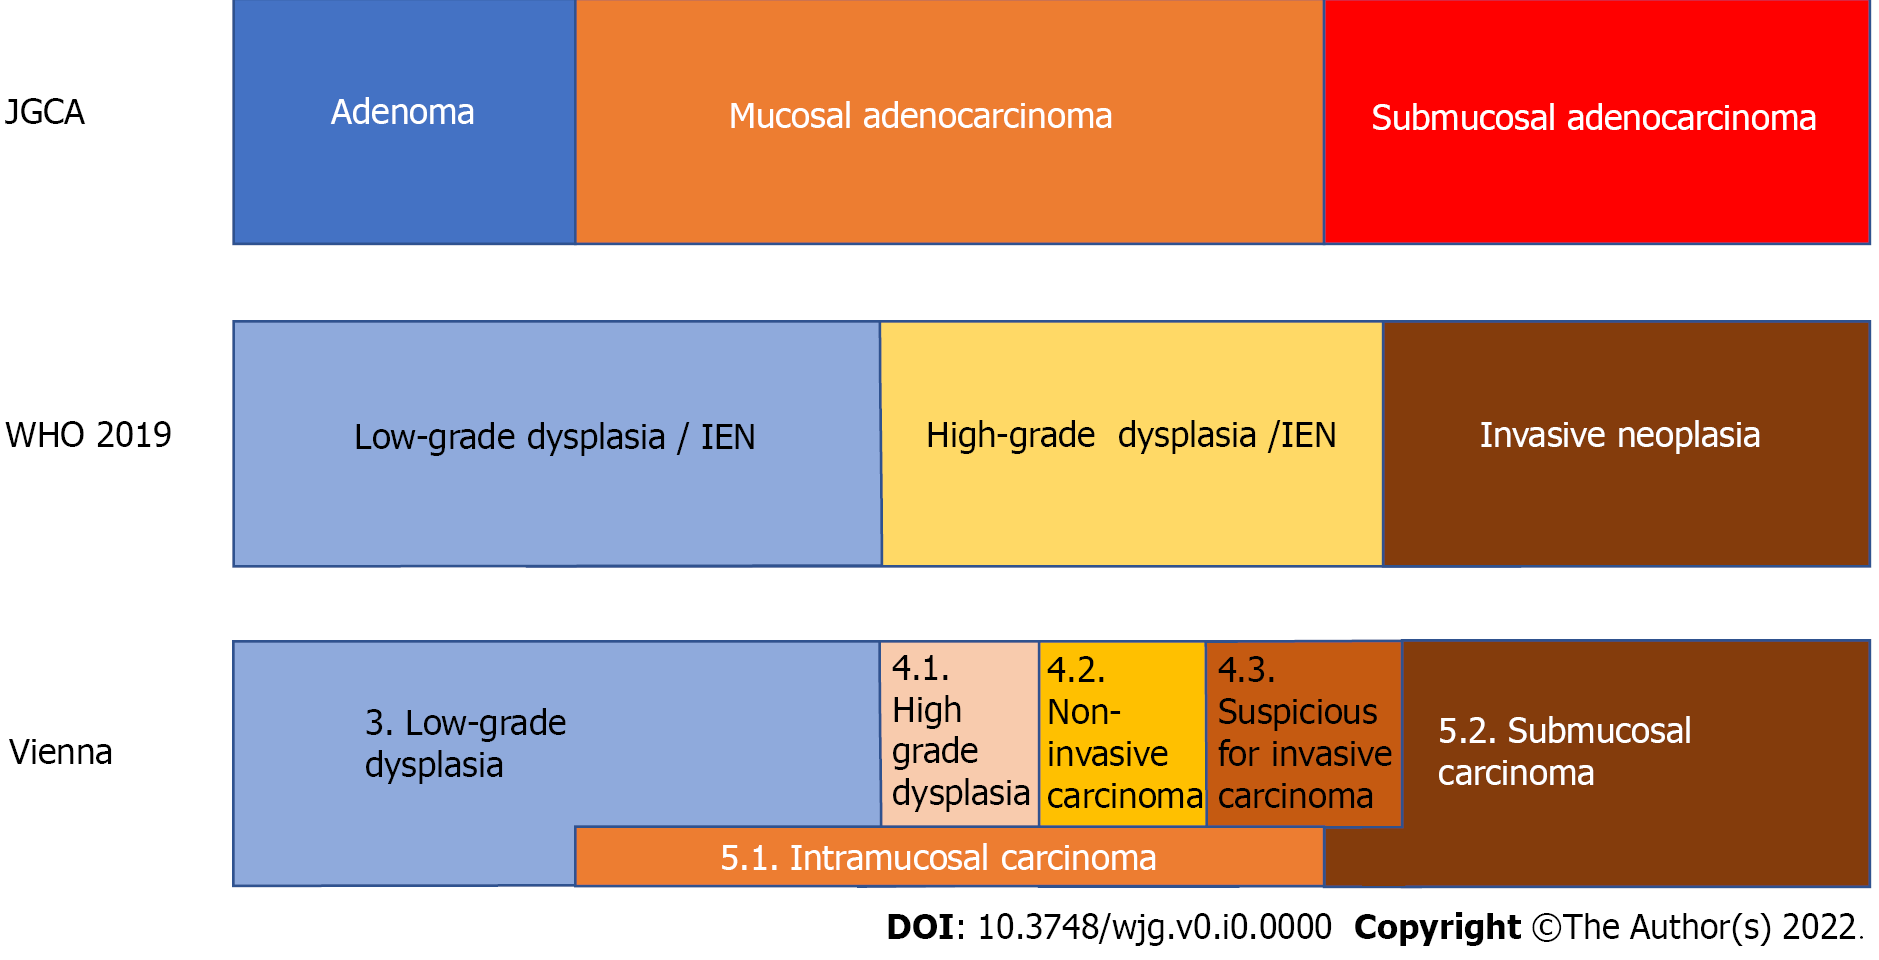 JGCA
Adenoma
Mucosal adenocarcinoma
Submucosal adenocarcinoma
WHO 2019
Low-grade dysplasia / IEN
High-grade  dysplasia /IEN
Invasive neoplasia
Vienna
3. Low-grade
dysplasia
4.1.
High
grade
dysplasia
4.2.
Non-
invasive
carcinoma
4.3.
Suspicious
for invasive
carcinoma
5.2. Submucosal
carcinoma
5.1. Intramucosal carcinoma
DOI: 10.3748/wjg.v0.i0.0000  Copyright ©The Author(s) 2022.